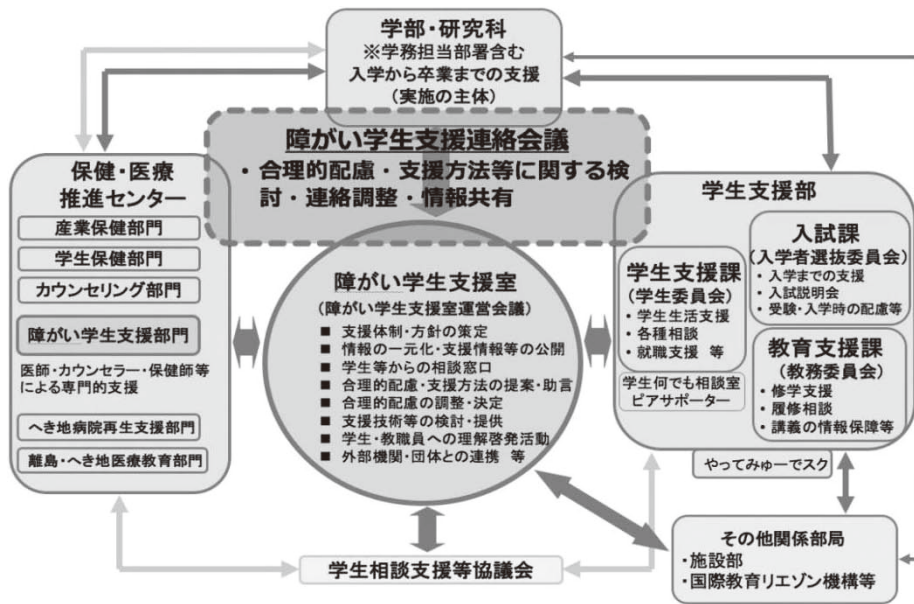 学部・研究科
※学務担当部署含む
入学から卒業までの支援
(実施の主体)
障がい学生支援連絡会議
・合理的配慮・支援方法等に関する検
討・連絡調整・情報共有
保健・医療
推進センター
産業保健部門
学生保健部門
カウンセリング部門
障がい学生支援部門
医師・カウンセラー・保健師等
による専門的支援
へき地病院再生支援部門
離島・へき地医療教育部門
障がい学生支援室
(障がい学生支援室運営会議)
■ 支援体制・方針の策定
■ 情報の一元化・支援情報等の公開
■ 学生等からの相談窓口
■ 合理的配慮・支援方法の提案・助言
■ 合理的配慮の調整・決定
■ 支援技術等の検討・提供
■ 学生・教職員への理解啓発活動
■ 外部機関・団体との連携 等
学生支援部
学生支援課
(学生委員会)
・学生生活支援
・各種相談
・就職支援 等
学生何でも相談室
ピアサポーター
入試課
(入学者選抜委員会)
・入学までの支援
・入試説明会
・受験・入学時の配慮等
教育支援課
(教務委員会)
・修学支援
・履修相談
・講義の情報保障等
やってみゅーでスク
その他関係部局
・施設部
・国際教育リエゾン機構等
学生相談支援等協議会